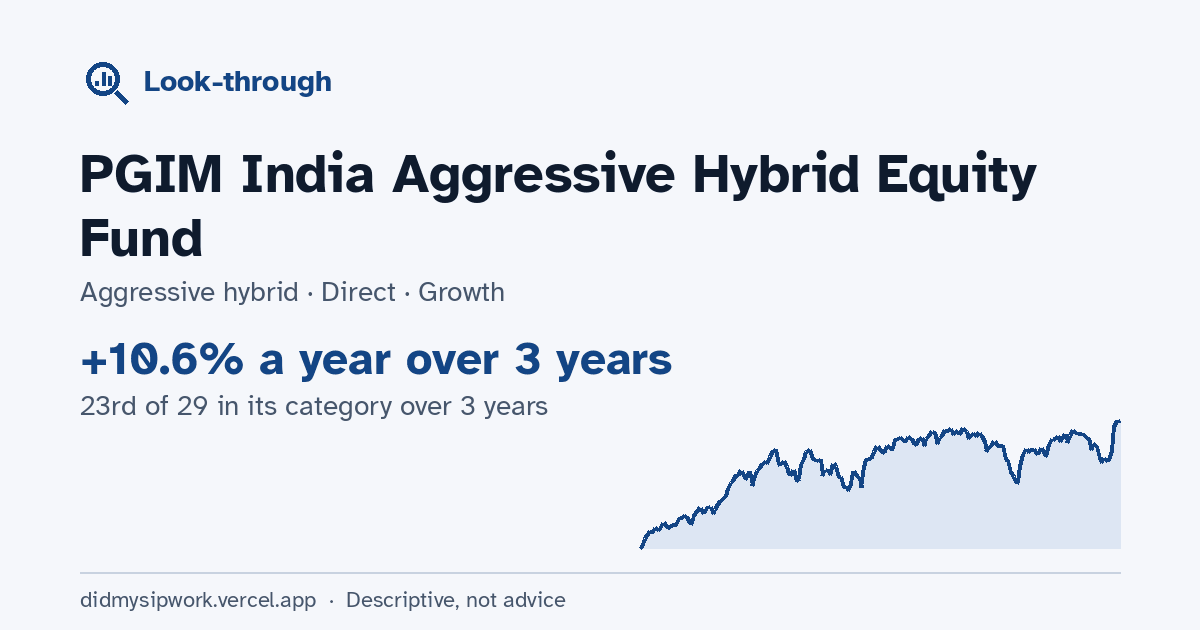 Look-through
PGIM India Aggressive Hybrid Equity
Fund
Aggressive hybrid · Direct · Growth
+10.6% a year over 3 years
23rd of 29 in its category over 3 years
didmysipwork.vercel.app · Descriptive, not advice